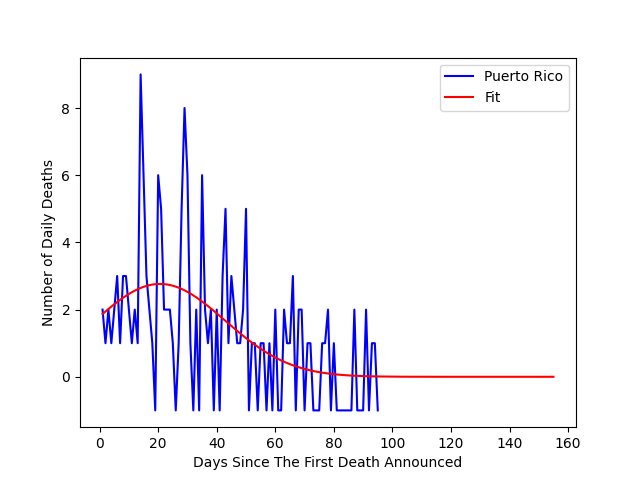 Puerto Rico
Fit
Number of Daily Deaths
8
6
4
2
0
0 20 40 60 80 100 120 140 160
Days Since The First Death Announced